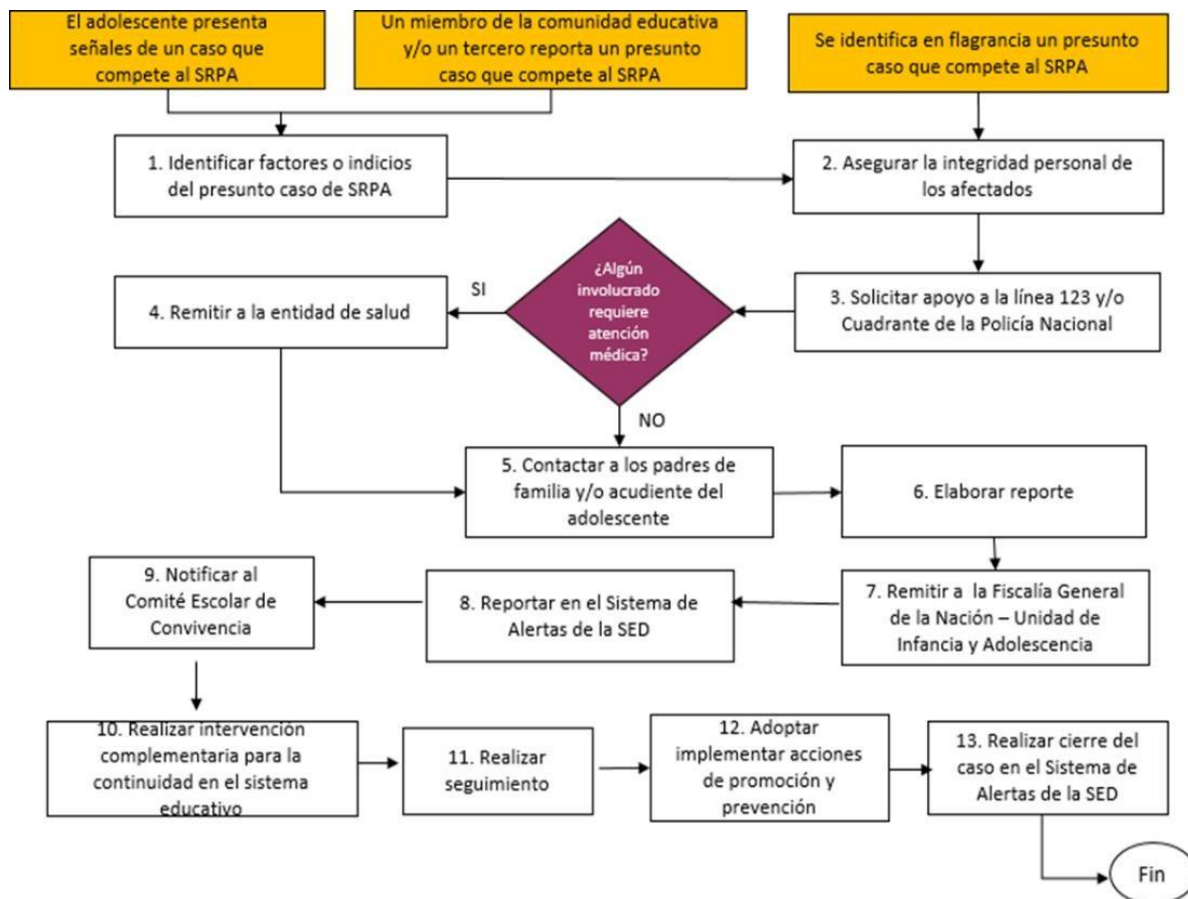 El adolescente presenta
señales de un caso que
compete al SRPA
Un miembro de la comunidad educativa
y/o un tercero reporta un presunto
caso que compete al SRPA
Se identifica en flagrancia un presunto
caso que compete al SRPA
1. Identificar factores o indicios
del presunto caso de SRPA
2. Asegurar la integridad personal de
los afectados
3. Solicitar apoyo a la línea 123 y/o
Cuadrante de la Policía Nacional
¿Algún
involucrado
requiere
atención
médica?
SI
4. Remitir a la entidad de salud
NO
5. Contactar a los padres de
familia y/o acudiente del
adolescente
6. Elaborar reporte
7. Remitir a la Fiscalía General
de la Nación – Unidad de
Infancia y Adolescencia
8. Reportar en el Sistema de
Alertas de la SED
9. Notificar al
Comité Escolar de
Convivencia
10. Realizar intervención
complementaria para la
continuidad en el sistema
educativo
11. Realizar
seguimiento
12. Adoptar
implementar acciones
de promoción y
prevención
13. Realizar cierre del
caso en el Sistema de
Alertas de la SED
Fin